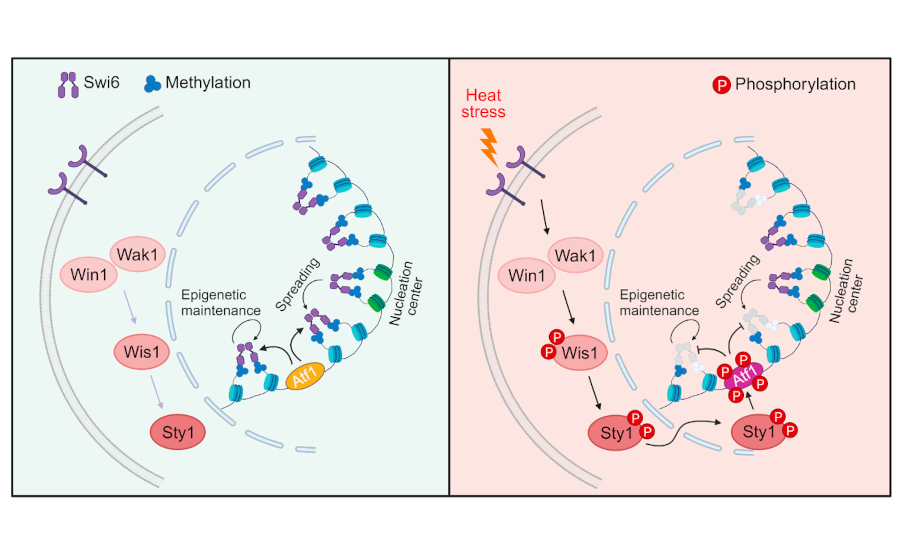 Swi6
Methylation
Wak1
Win1
Wis1
Sty1
Epigenetic
maintenance
Spreading
Nucleation
center
Atf1
P Phosphorylation
Heat
stress
Wak1
Win1
P
P
Wis1
Sty1
P
P
Epigenetic
maintenance
Spreading
Nucleation
center
P
P
P
P
P
Atf1
Sty1
P
P